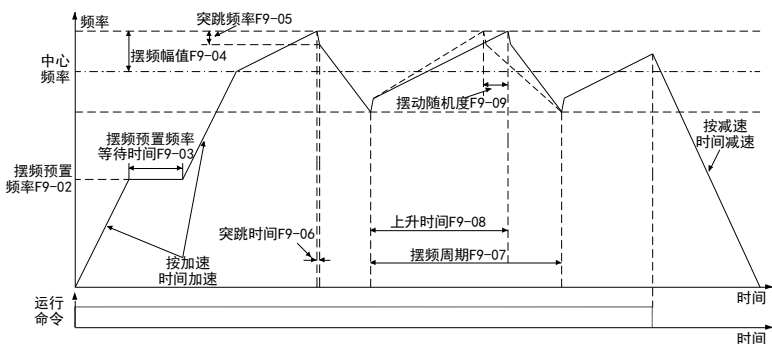 频率
突跳频率F9-05
摆频幅值F9-04
中心
频率
摆动随机度F9-09
摆频预置频率
等待时间F9-03
按减速
时间减速
摆频预置
频率F9-02
上升时间F9-08
突跳时间F9-06
摆频周期F9-07
按加速
时间加速
时间
运行
命令
时间